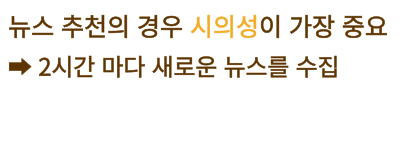 뉴스 추천의 경우 시의성이 가장 중요
➡ 2시간 마다 새로운 뉴스를 수집